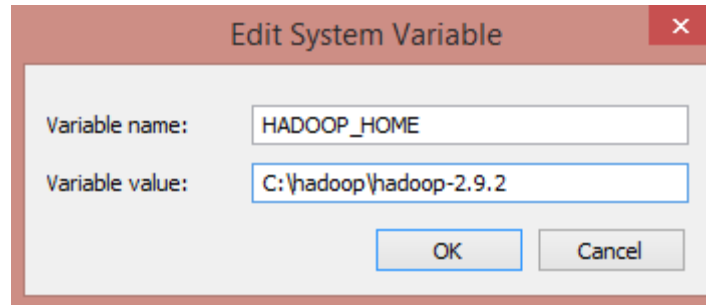 Edit System Variable
Variable name: HADOOP_HOME
Variable value: C:\hadoop\hadoop-2.9.2
OK Cancel